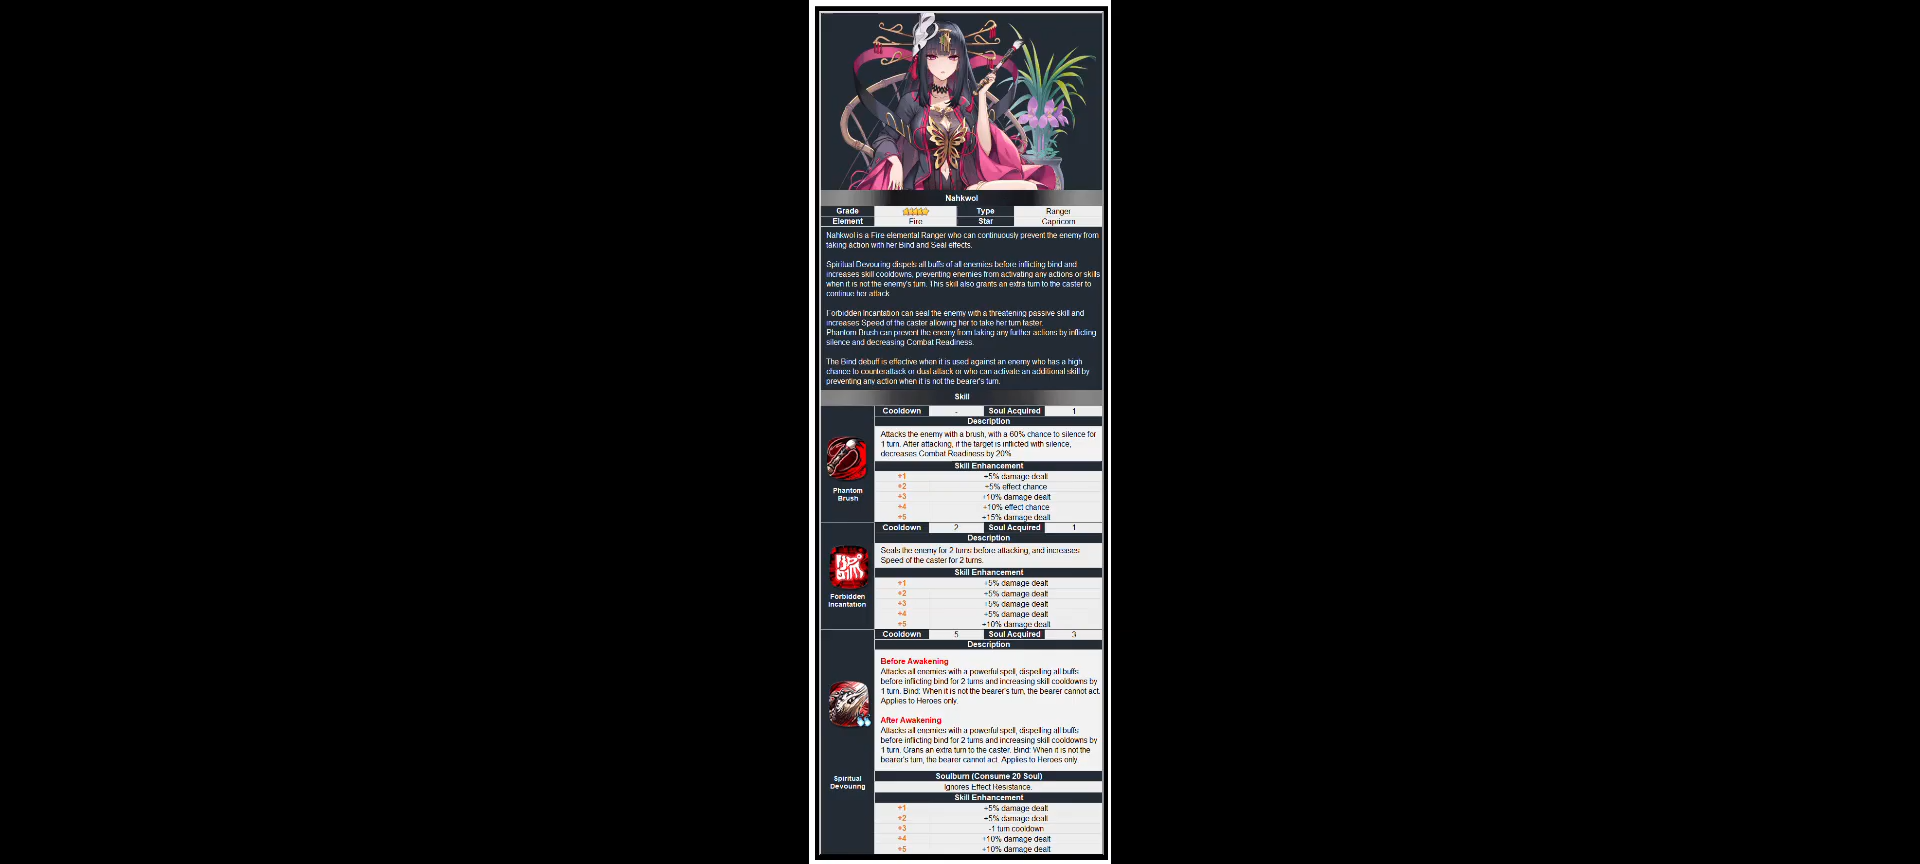 Nahkwol
Grade Type Ranger
Element Fire Star Capricorn
Nahkwol is a Fire elemental Ranger who can continuously prevent the enemy from
taking action with her Bind and Seal effects.
Spiritual Devouring dispels all buffs of all enemies before inflicting bind and
increases skill cooldowns, preventing enemies from activating any actions or skills
when it is not the enemy's turn. This skill also grants an extra turn to the caster to
continue her attack.
Forbidden Incantation can seal the enemy with a threatening passive skill and
increases Speed of the caster allowing her to take her turn faster.
Phantom Brush can prevent the enemy from taking any further actions by inflicting
silence and decreasing Combat Readiness.
The Bind debuff is effective when it is used against an enemy who has a high
chance to counterattack or dual attack or who can activate an additional skill by
preventing any action when it is not the bearer's turn.
Skill
Cooldown - Soul Acquired 1
Description
Attacks the enemy with a brush, with a 60% chance to silence for
1 turn. After attacking, if the target is inflicted with silence,
decreases Combat Readiness by 20%
Skill Enhancement
+1 +5% damage dealt
+2 +5% effect chance
+3 +10% damage dealt
+4 +10% effect chance
+5 +15% damage dealt
Phantom
Brush
Cooldown 2 Soul Acquired 1
Description
Seals the enemy for 2 turns before attacking, and increases
Speed of the caster for 2 turns.
Skill Enhancement
+1 +5% damage dealt
+2 +5% damage dealt
+3 +5% damage dealt
+4 +5% damage dealt
+5 +10% damage dealt
Forbidden
Incantation
Cooldown 5 Soul Acquired 3
Description
Before Awakening
Attacks all enemies with a powerful spell, dispelling all buffs
before inflicting bind for 2 turns and increasing skill cooldowns by
1 turn. Bind: When it is not the bearer's turn, the bearer cannot act.
Applies to Heroes only.
After Awakening
Attacks all enemies with a powerful spell, dispelling all buffs
before inflicting bind for 2 turns and increasing skill cooldowns by
1 turn. Grans an extra turn to the caster. Bind: When it is not the
bearer's turn, the bearer cannot act. Applies to Heroes only
Soulburn (Consume 20 Soul)
Ignores Effect Resistance.
Skill Enhancement
+1 +5% damage dealt
+2 +5% damage dealt
+3 -1 turn cooldown
+4 +10% damage dealt
+5 +10% damage dealt
Spiritual
Devouring